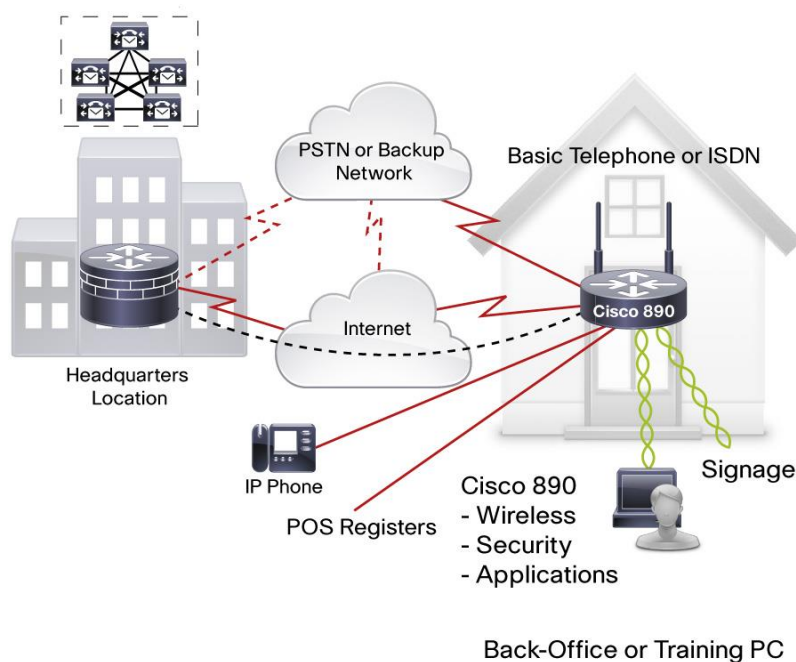 PSTN or Backup
Network
Basic Telephone or ISDN
Internet
Cisco 890
Headquarters
Location
IP Phone
POS Registers
Cisco 890
- Wireless
- Security
- Applications
Signage
Back-Office or Training PC